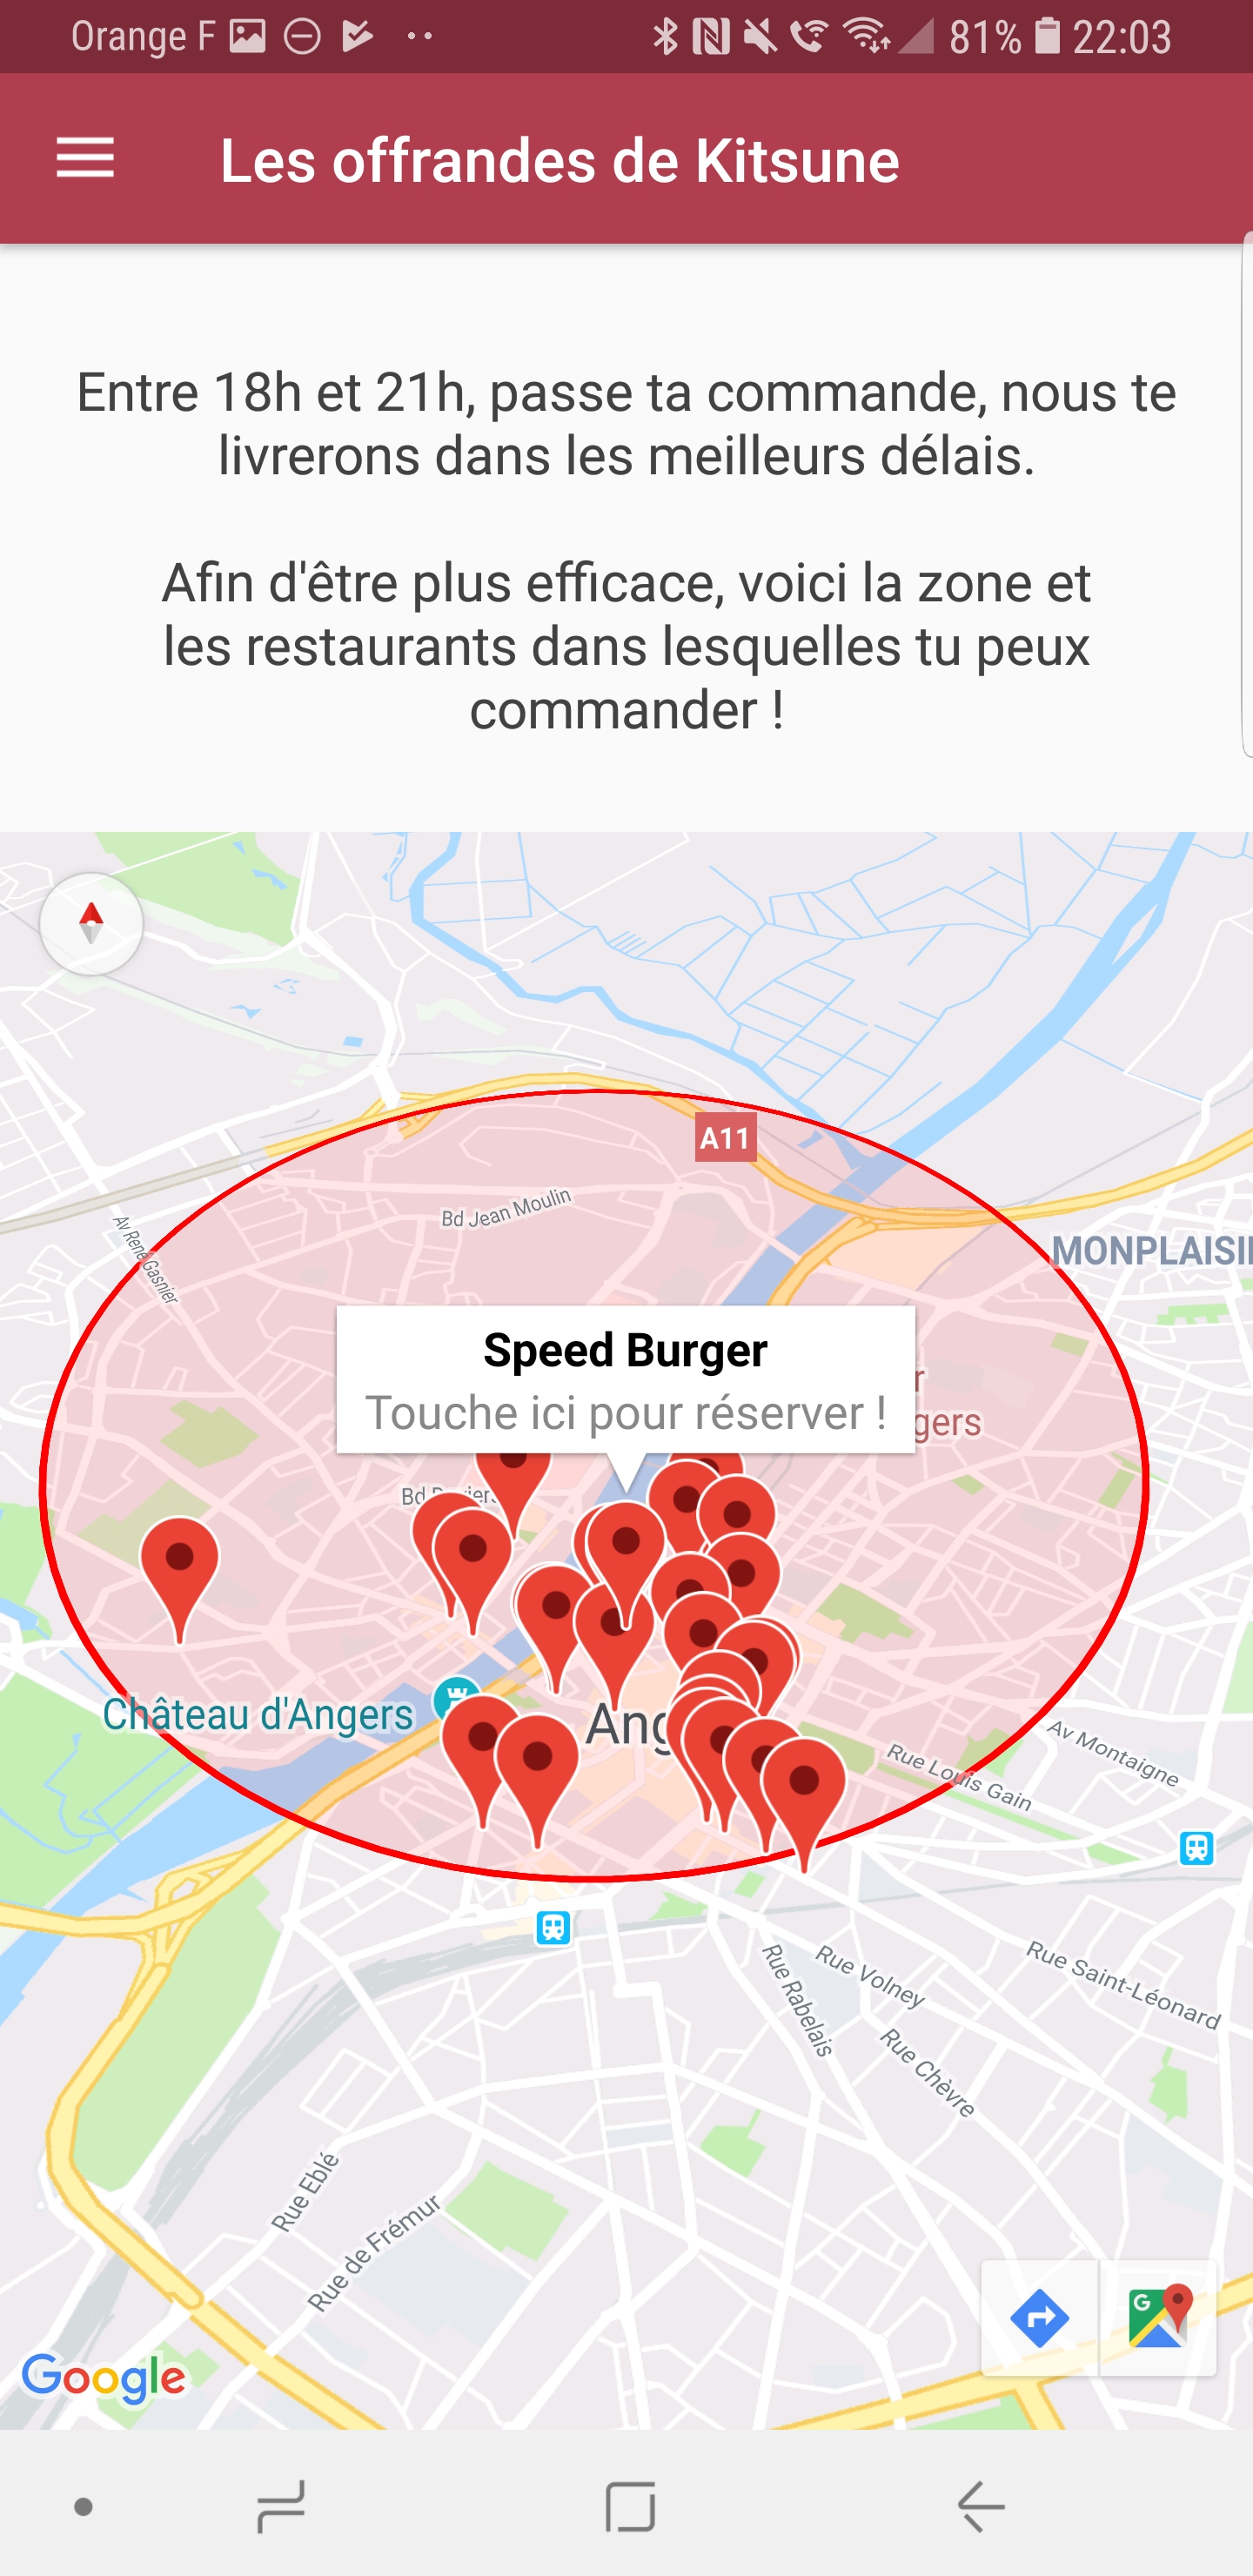 Orange F
81% 22:03
Les offrandes de Kitsune
Entre 18h et 21h, passe ta commande, nous te
livrerons dans les meilleurs délais.
Afin d'être plus efficace, voici la zone et
les restaurants dans lesquelles tu peux
commander !
A11
Bd Jean Moulin
Av René Gasnier
MONPLAISI
Speed Burger
Touche ici pour réserver !
r
gers
Bd
Château d'Angers
Ang
Av Montaigne
Rue Louis Gain
Rue Volney
Rue Rabelais
Rue Saint-Léonard
Rue Chèvre
Rue Eblé
Rue de Frémur
G
Google